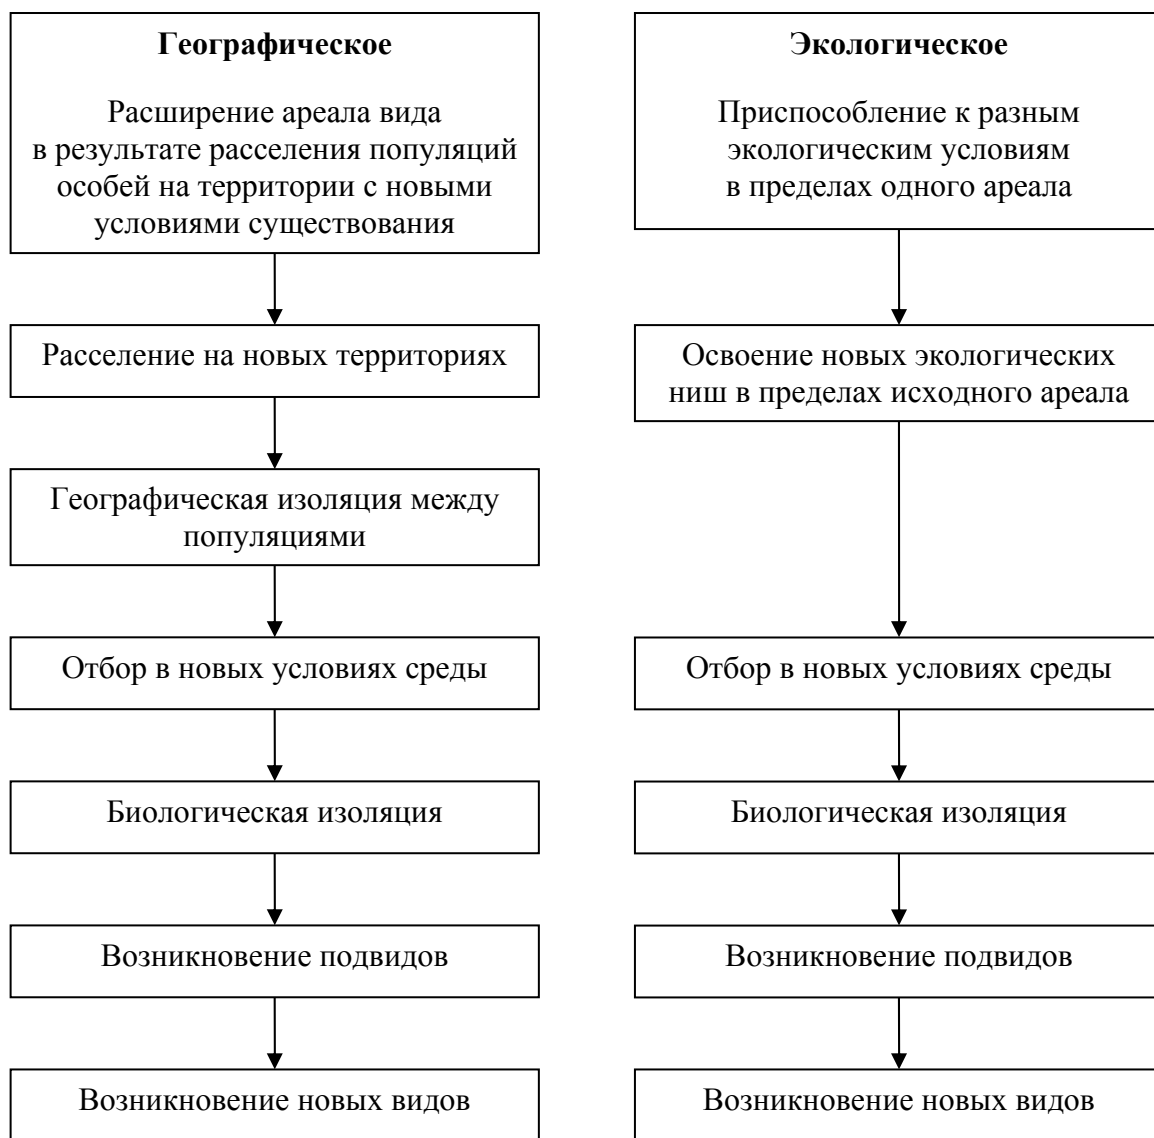 Географическое
Расширение ареала вида
в результате расселения популяций
особей на территории с новыми
условиями существования
Расселение на новых территориях
Географическая изоляция между
популяциями
Отбор в новых условиях среды
Биологическая изоляция
Возникновение подвидов
Возникновение новых видов
Экологическое
Приспособление к разным
экологическим условиям
в пределах одного ареала
Освоение новых экологических
ниш в пределах исходного ареала
Отбор в новых условиях среды
Биологическая изоляция
Возникновение подвидов
Возникновение новых видов